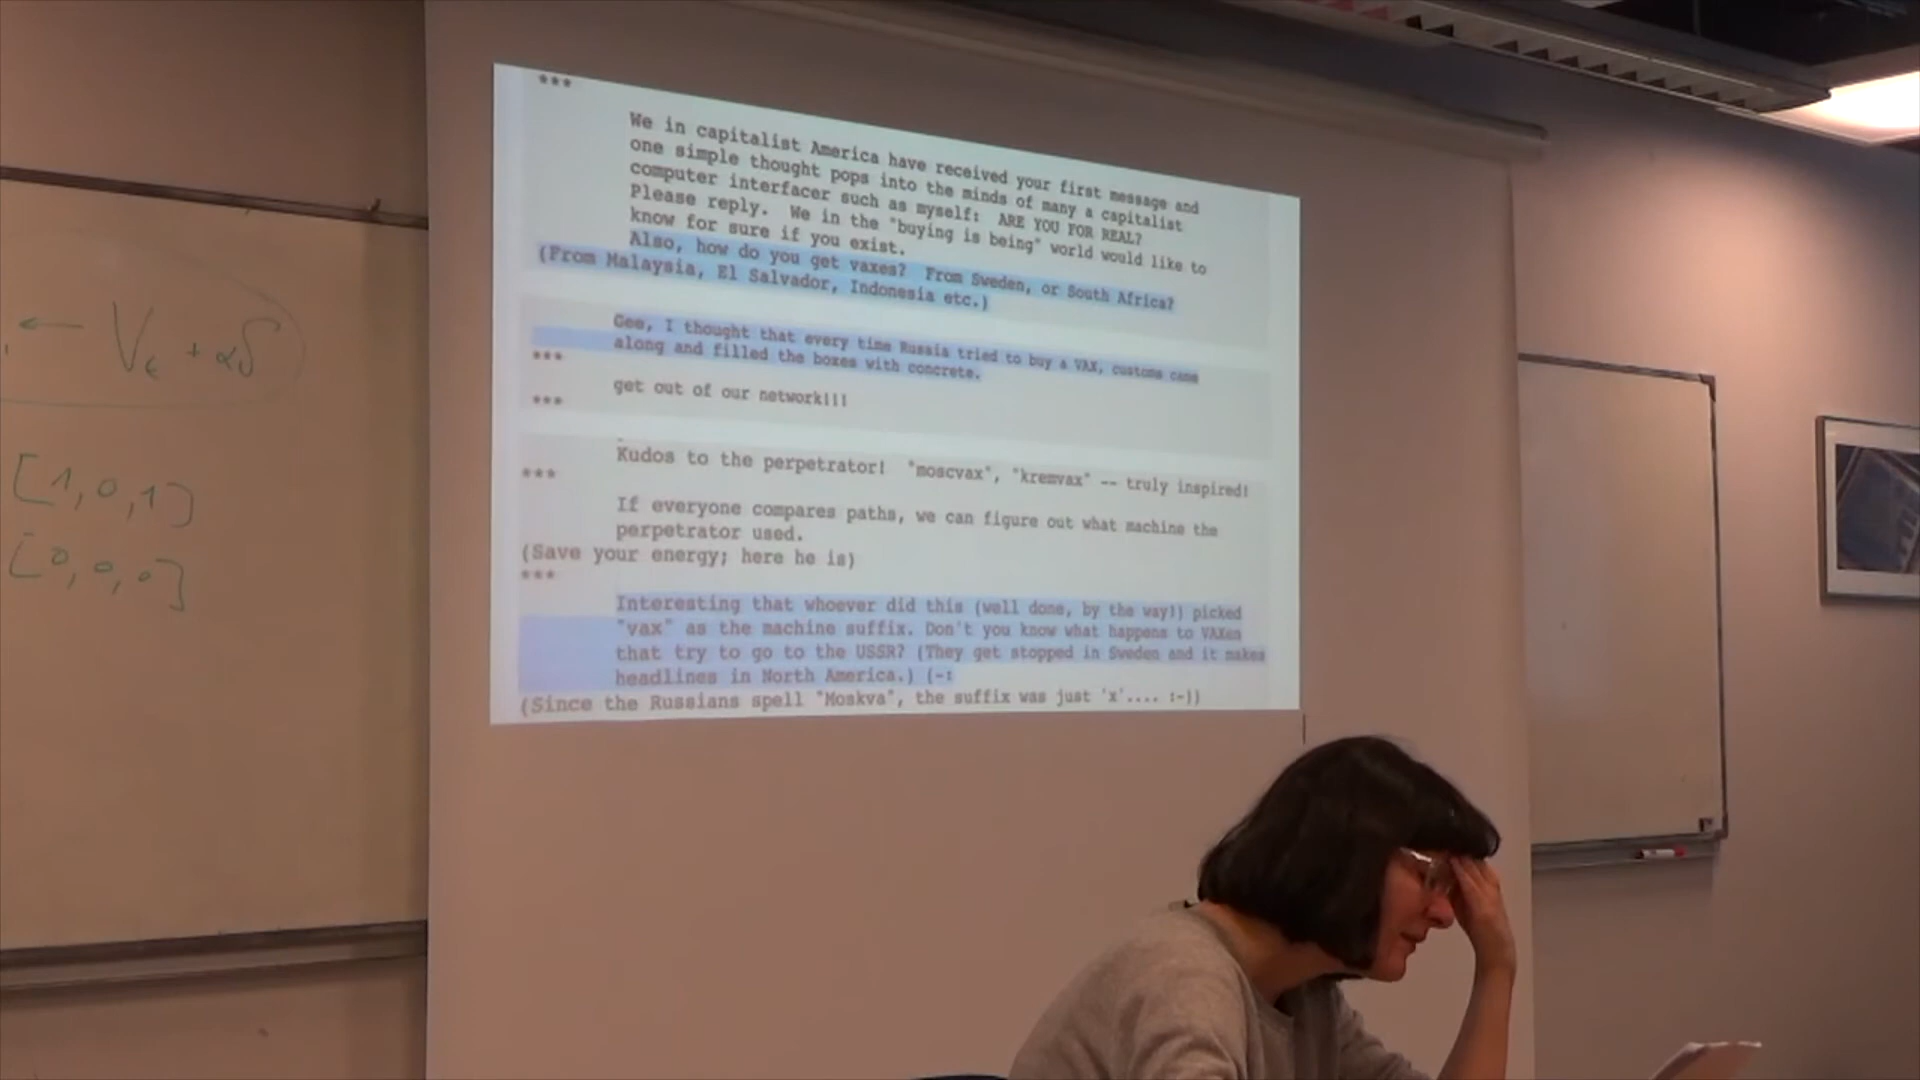 ***
We in capitalist America have received your first message and
one simple thought pops into the minds of many a capitalist
computer interfacer such as myself: ARE YOU FOR REAL?
Please reply. We in the "buying is being" world would like to
know for sure if you exist.
Also, how do you get vaxes? From Sweden, or South Africa?
(From Malaysia, El Salvador, Indonesia etc.)
Gee, I thought that every time Russia tried to buy a VAX, customs came
along and filled the boxes with concrete.
***
get out of our network!!!
***
Kudos to the perpetrator! "moscvax", "kremvax" -- truly inspired!
***
If everyone compares paths, we can figure out what machine the
perpetrator used.
(Save your energy; here he is)
***
Interesting that whoever did this (well done, by the way!) picked
"vax" as the machine suffix. Don't you know what happens to VAXen
that try to go to the USSR? (They get stopped in Sweden and it makes
headlines in North America.) (-:
(Since the Russians spell "Moskva", the suffix was just 'x'.... :-))
← Vε + αS
[1,0,1]
[0,0,0]